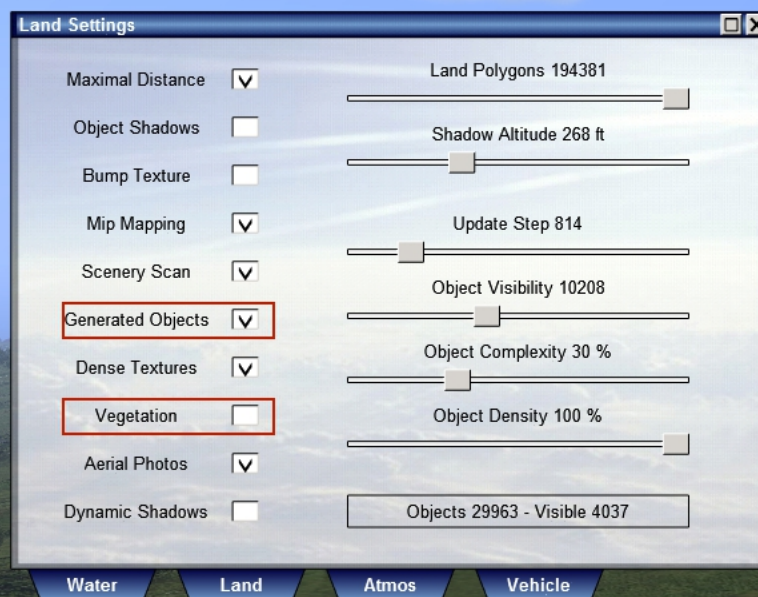 Land Settings
Maximal Distance
Object Shadows
Bump Texture
Mip Mapping
Scenery Scan
Generated Objects
Dense Textures
Vegetation
Aerial Photos
Dynamic Shadows
Land Polygons 194381
Shadow Altitude 268 ft
Update Step 814
Object Visibility 10208
Object Complexity 30 %
Object Density 100 %
Objects 29963 - Visible 4037
Water
Land
Atmos
Vehicle